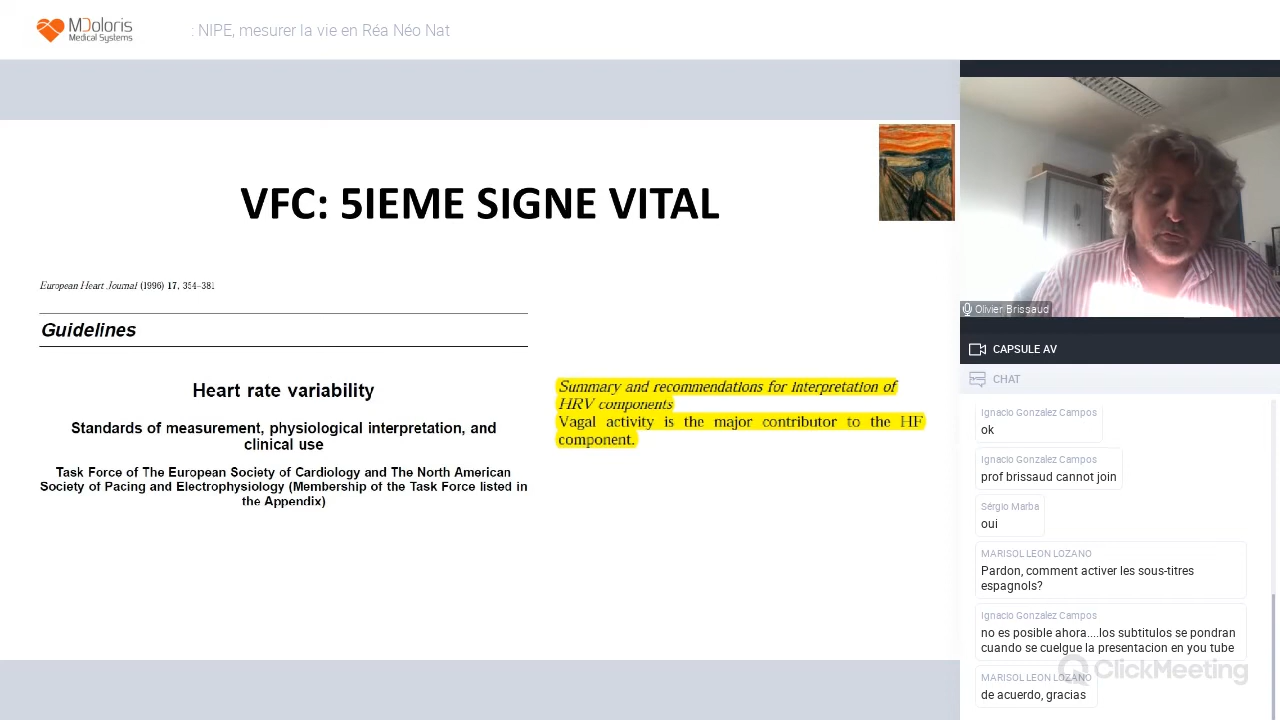 MDoloris
Medical Systems
: NIPE, mesurer la vie en Réa Néo Nat
VFC: 5IEME SIGNE VITAL
European Heart Journal (1996) 17, 354–381
Guidelines
Heart rate variability
Standards of measurement, physiological interpretation, and
clinical use
Task Force of The European Society of Cardiology and The North American
Society of Pacing and Electrophysiology (Membership of the Task Force listed in
the Appendix)
Summary and recommendations for interpretation of
HRV components
Vagal activity is the major contributor to the HF
component.
Olivier Brissaud
CAPSULE AV
CHAT
Ignacio Gonzalez Campos
ok
Ignacio Gonzalez Campos
prof brissaud cannot join
Sérgio Marba
oui
MARISOL LEON LOZANO
Pardon, comment activer les sous-titres
espagnols?
Ignacio Gonzalez Campos
no es posible ahora....los subtitulos se pondran
cuando se cuelgue la presentacion en you tube
ClickMeeting
MARISOL LEON LOZANO
de acuerdo, gracias